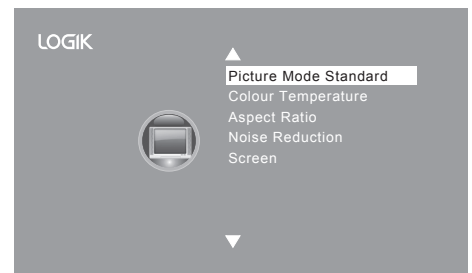 LOGIK
Picture Mode Standard
Colour Temperature
Aspect Ratio
Noise Reduction
Screen